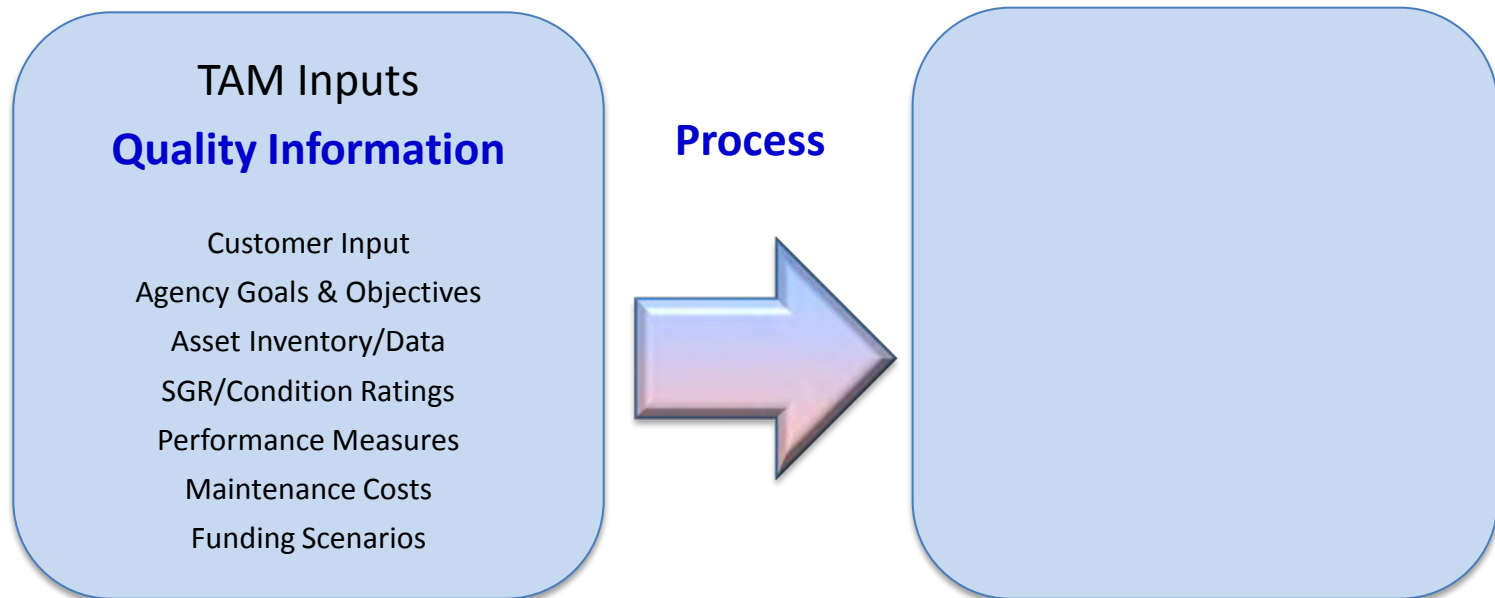 TAM Inputs
Quality Information
Customer Input
Agency Goals & Objectives
Asset Inventory/Data
SGR/Condition Ratings
Performance Measures
Maintenance Costs
Funding Scenarios
Process